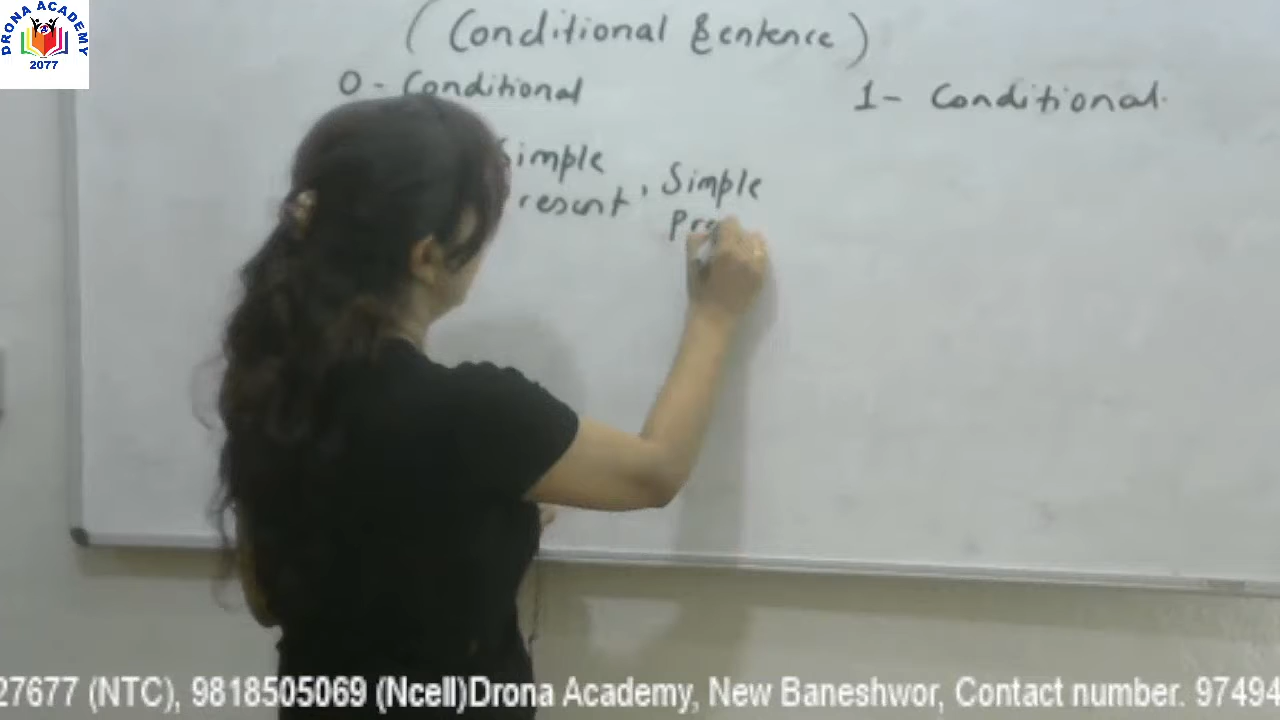 DRONA ACADEMY
2077
(Conditional Sentence)
0 - Conditional
1 - Conditional.
Simple
resent, Simple
Pre
27677 (NTC), 9818505069 (Ncell)Drona Academy, New Baneshwor, Contact number. 97494